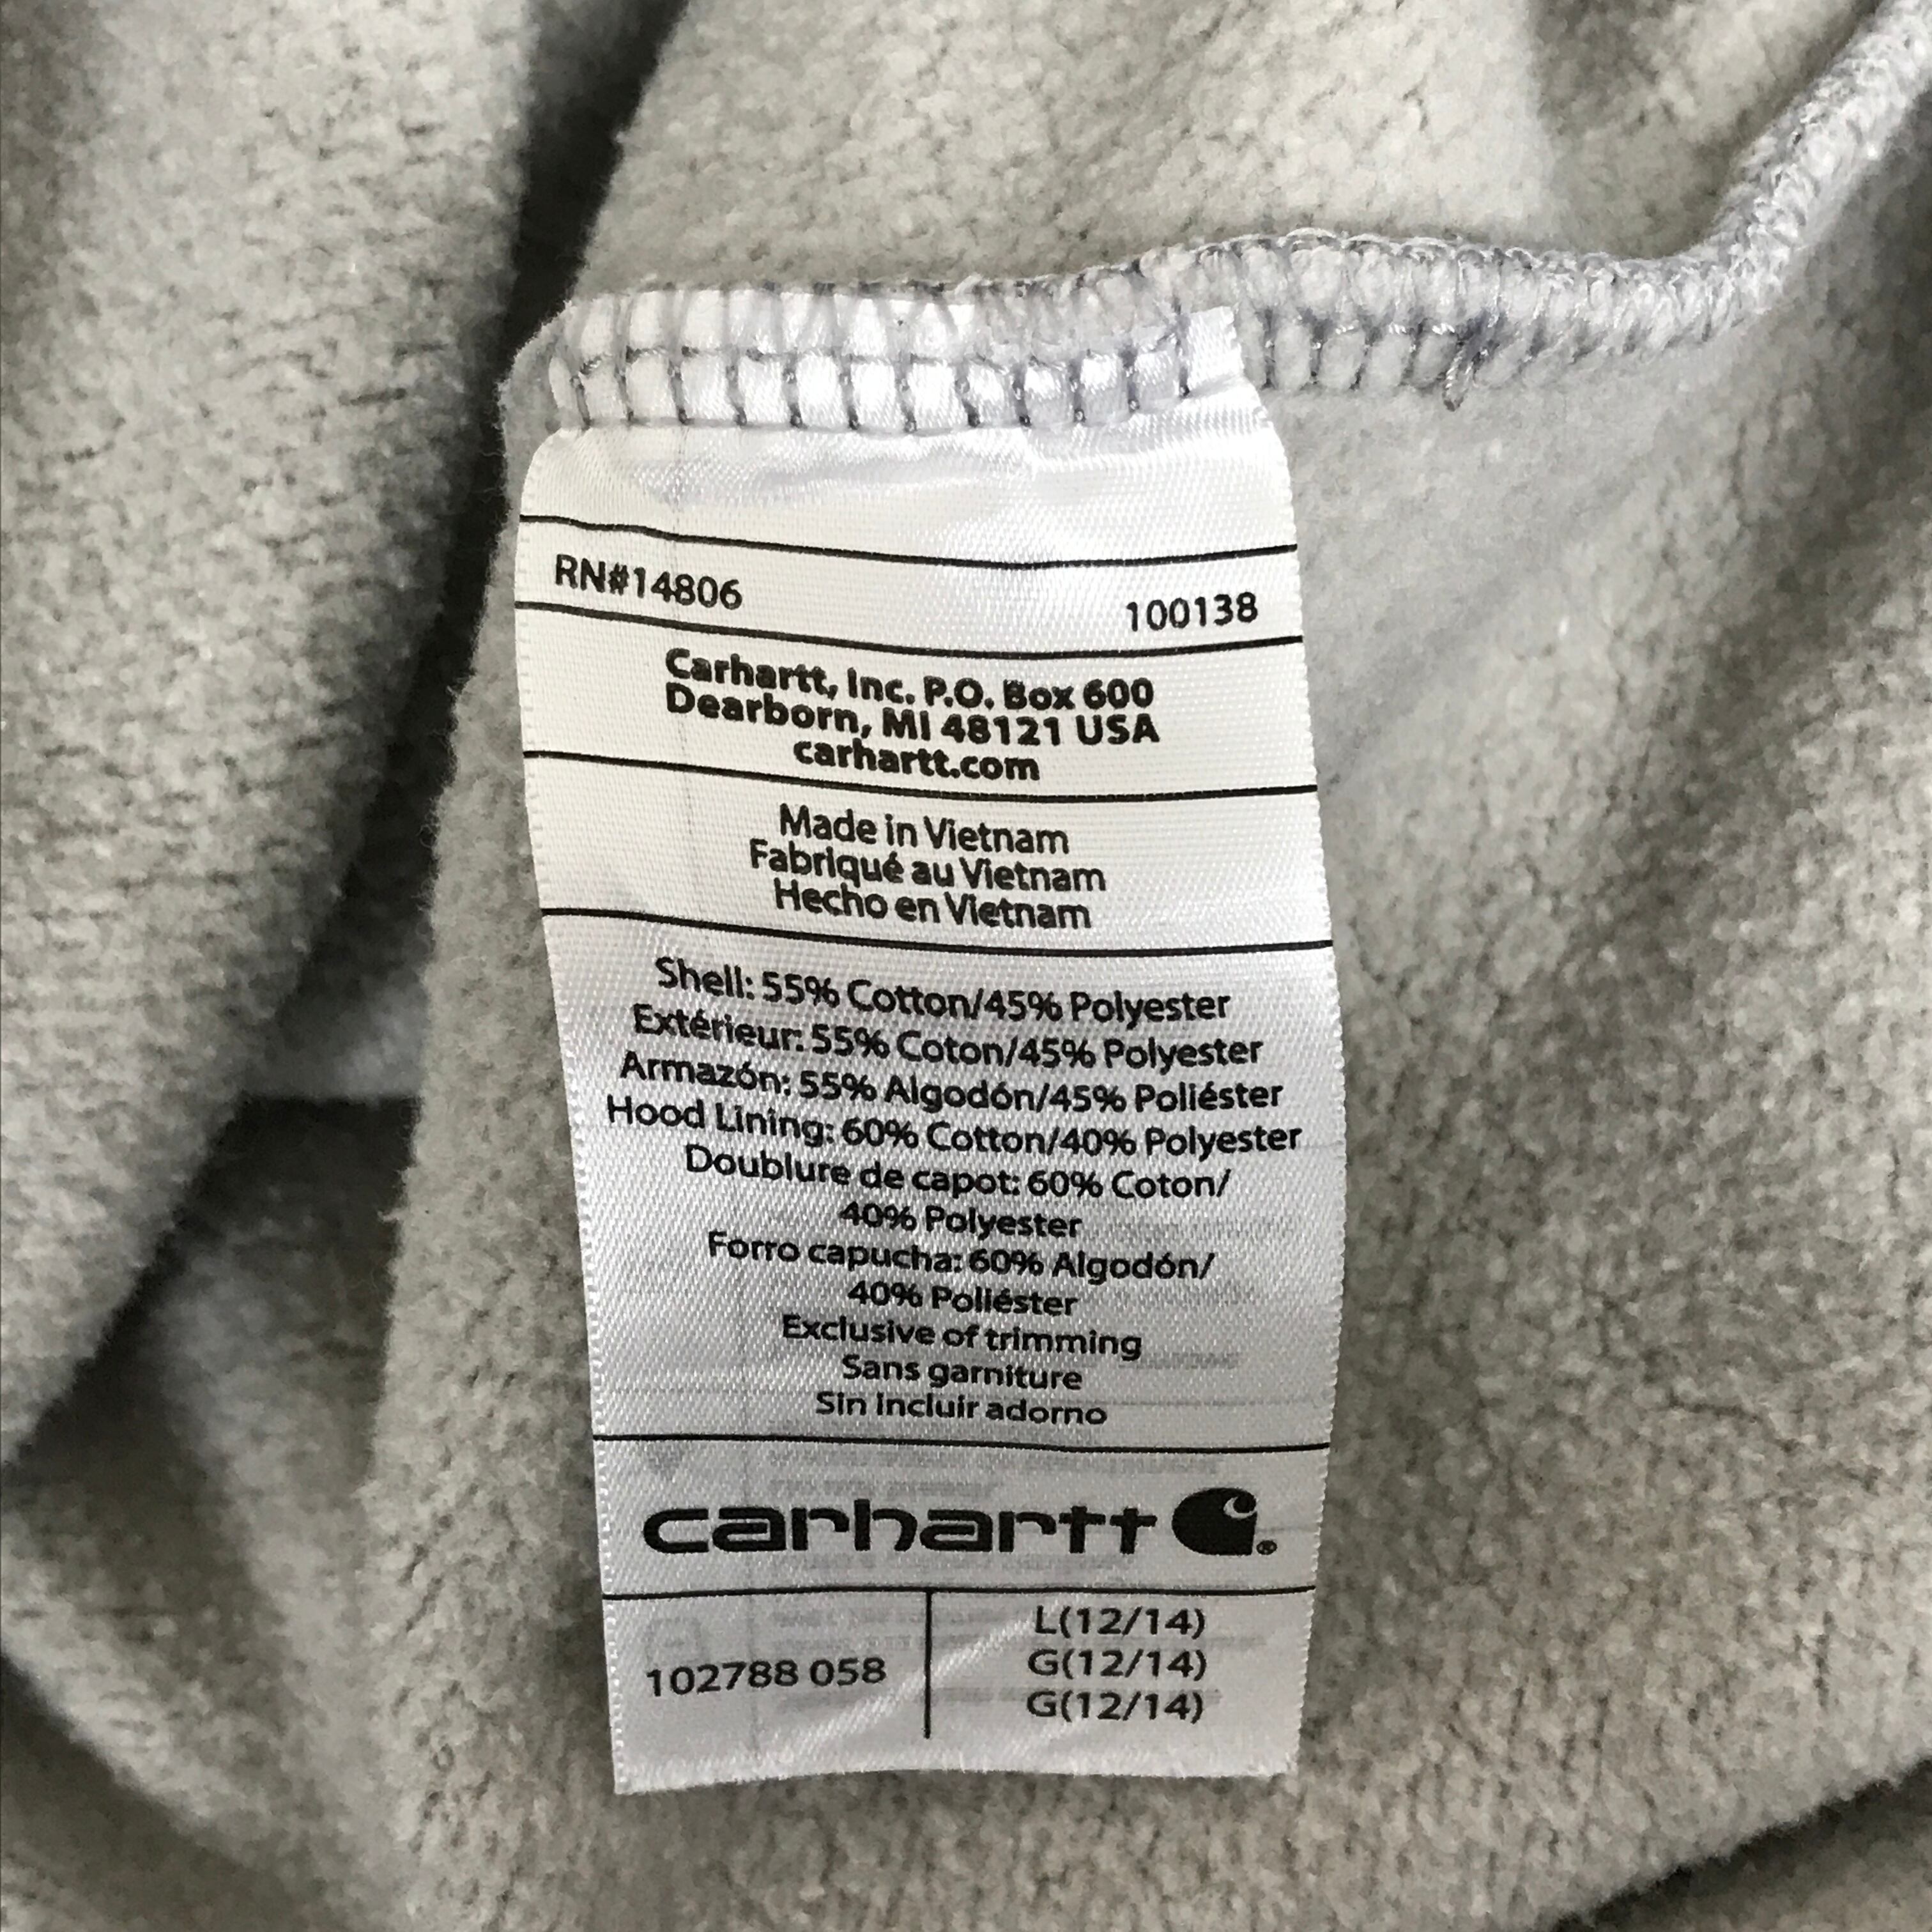 RN#14806 100138
Carhartt, Inc. P.O. Box 600
Dearborn, MI 48121 USA
carhartt.com
Made in Vietnam
Fabriqué au Vietnam
Hecho en Vietnam
Shell: 55% Cotton/45% Polyester
Extérieur: 55% Coton/45% Polyester
Armazón: 55% Algodón/45% Poliéster
Hood Lining: 60% Cotton/40% Polyester
Doublure de capot: 60% Coton/
40% Polyester
Forro capucha: 60% Algodón/
40% Poliéster
Exclusive of trimming
Sans garniture
Sin incluir adorno
carhartt ®
102788 058
L(12/14)
G(12/14)
G(12/14)